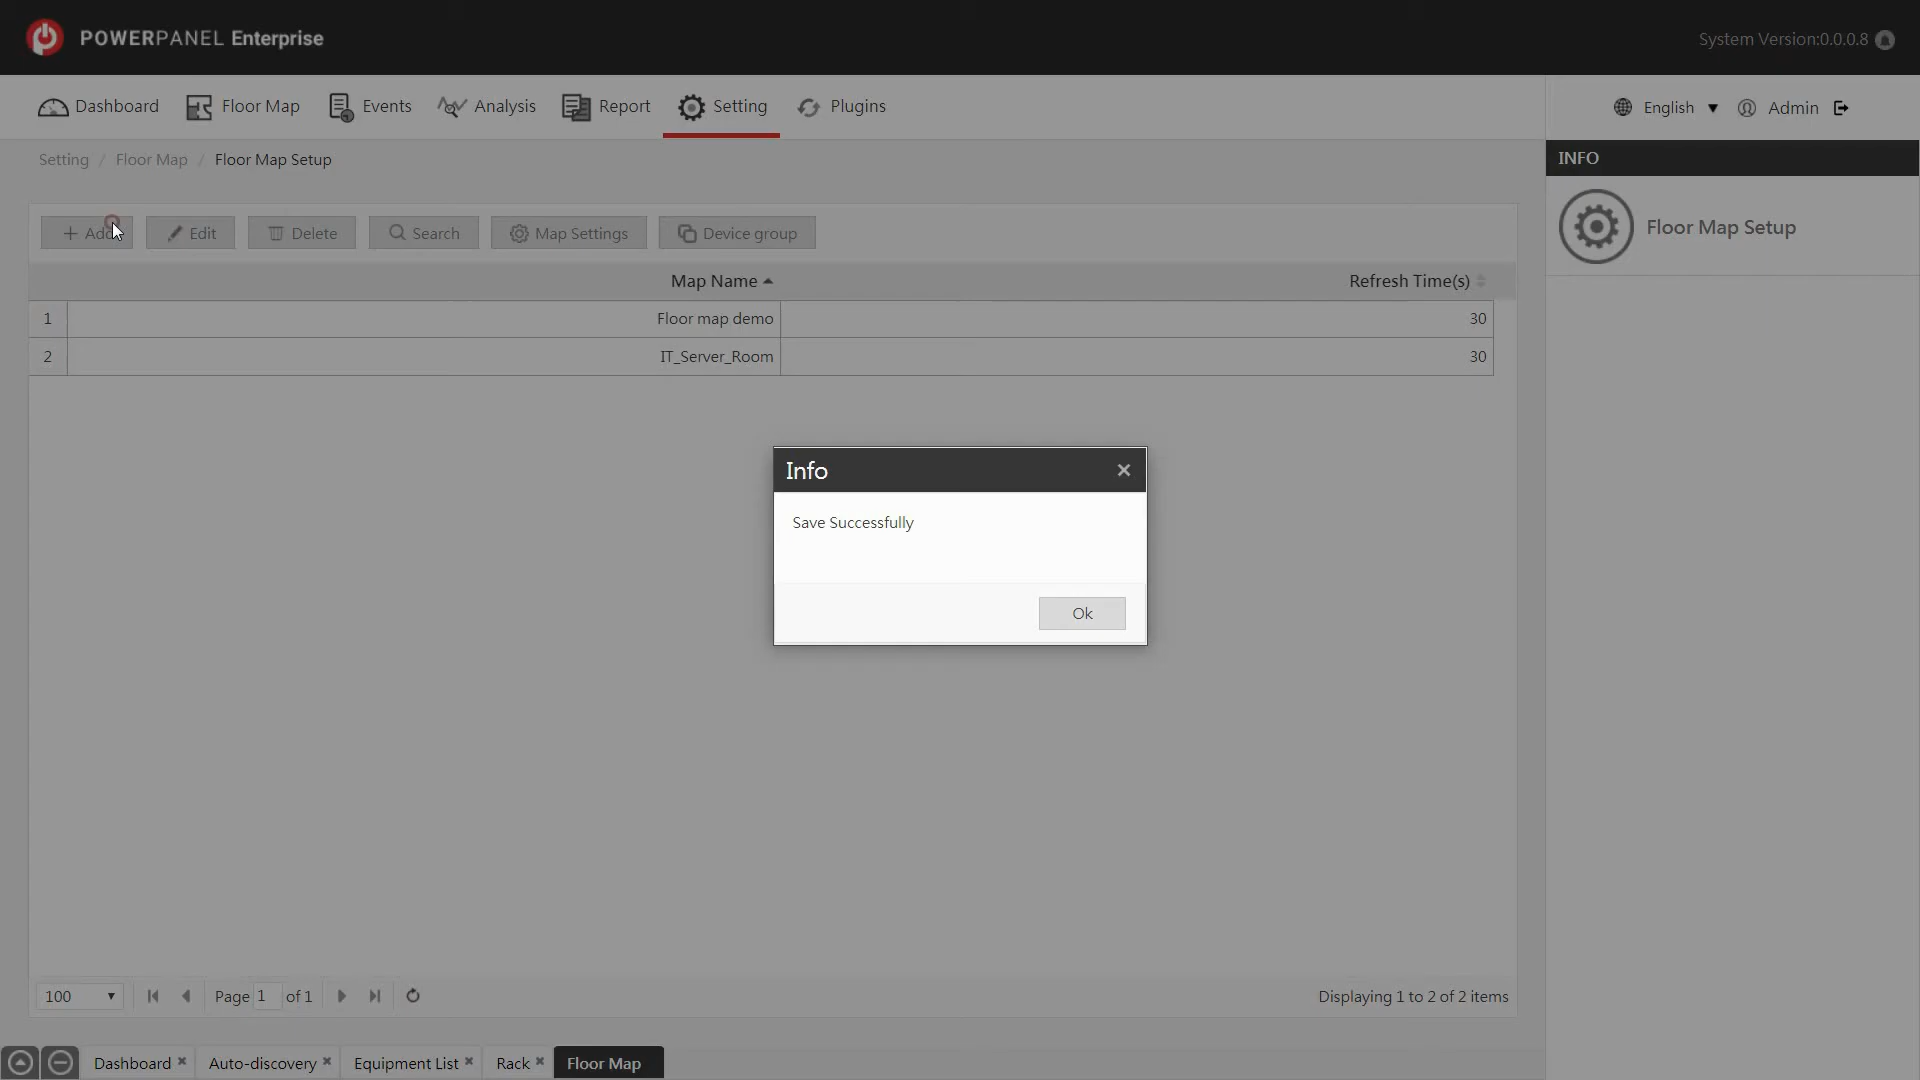 POWERPANEL Enterprise
System Version:0.0.0.8
Dashboard
Floor Map
Events
Analysis
Report
Setting
Plugins
English
Admin
Setting / Floor Map / Floor Map Setup
INFO
Floor Map Setup
Add
Edit
Delete
Search
Map Settings
Device group
Map Name
Refresh Time(s)
1 Floor map demo 30
2 IT_Server_Room 30
Info
Save Successfully
Ok
100
Page 1 of 1
Displaying 1 to 2 of 2 items
Dashboard
Auto-discovery
Equipment List
Rack
Floor Map